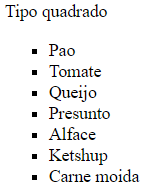 Tipo quadrado
Pao
Tomate
Queijo
Presunto
Alface
Ketshup
Carne moida